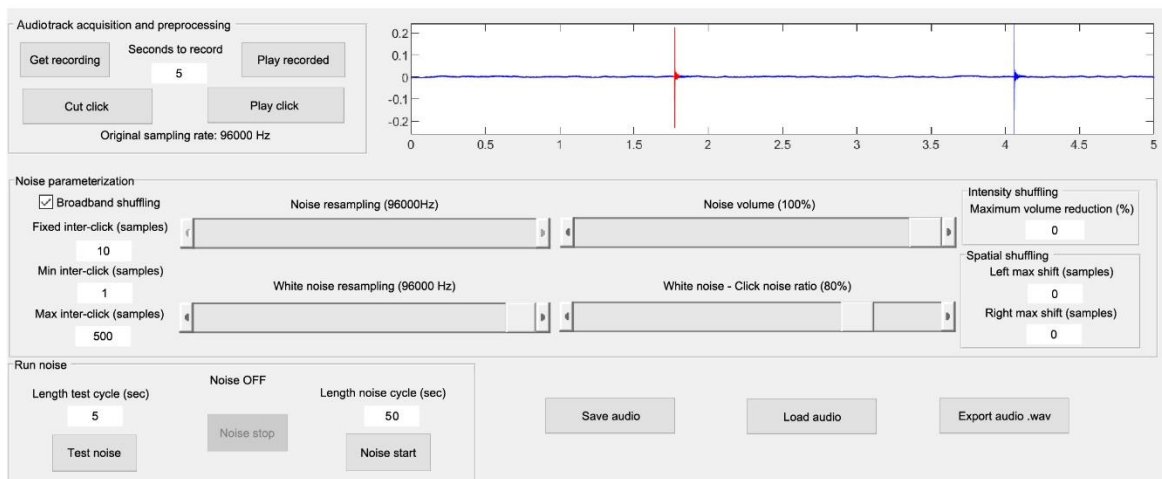 Audiotrack acquisition and preprocessing
Get recording
Seconds to record
5
Play recorded
Cut click
Play click
Original sampling rate: 96000 Hz
0.2
0.1
0
-0.1
-0.2
0 0.5 1 1.5 2 2.5 3 3.5 4 4.5 5
Noise parameterization
Broadband shuffling
Fixed inter-click (samples)
10
Min inter-click (samples)
1
Max inter-click (samples)
500
Noise resampling (96000Hz)
White noise resampling (96000 Hz)
Noise volume (100%)
White noise - Click noise ratio (80%)
Intensity shuffling
Maximum volume reduction (%)
0
Spatial shuffling
Left max shift (samples)
0
Right max shift (samples)
0
Run noise
Length test cycle (sec)
5
Test noise
Noise OFF
Noise stop
Length noise cycle (sec)
50
Noise start
Save audio
Load audio
Export audio .wav